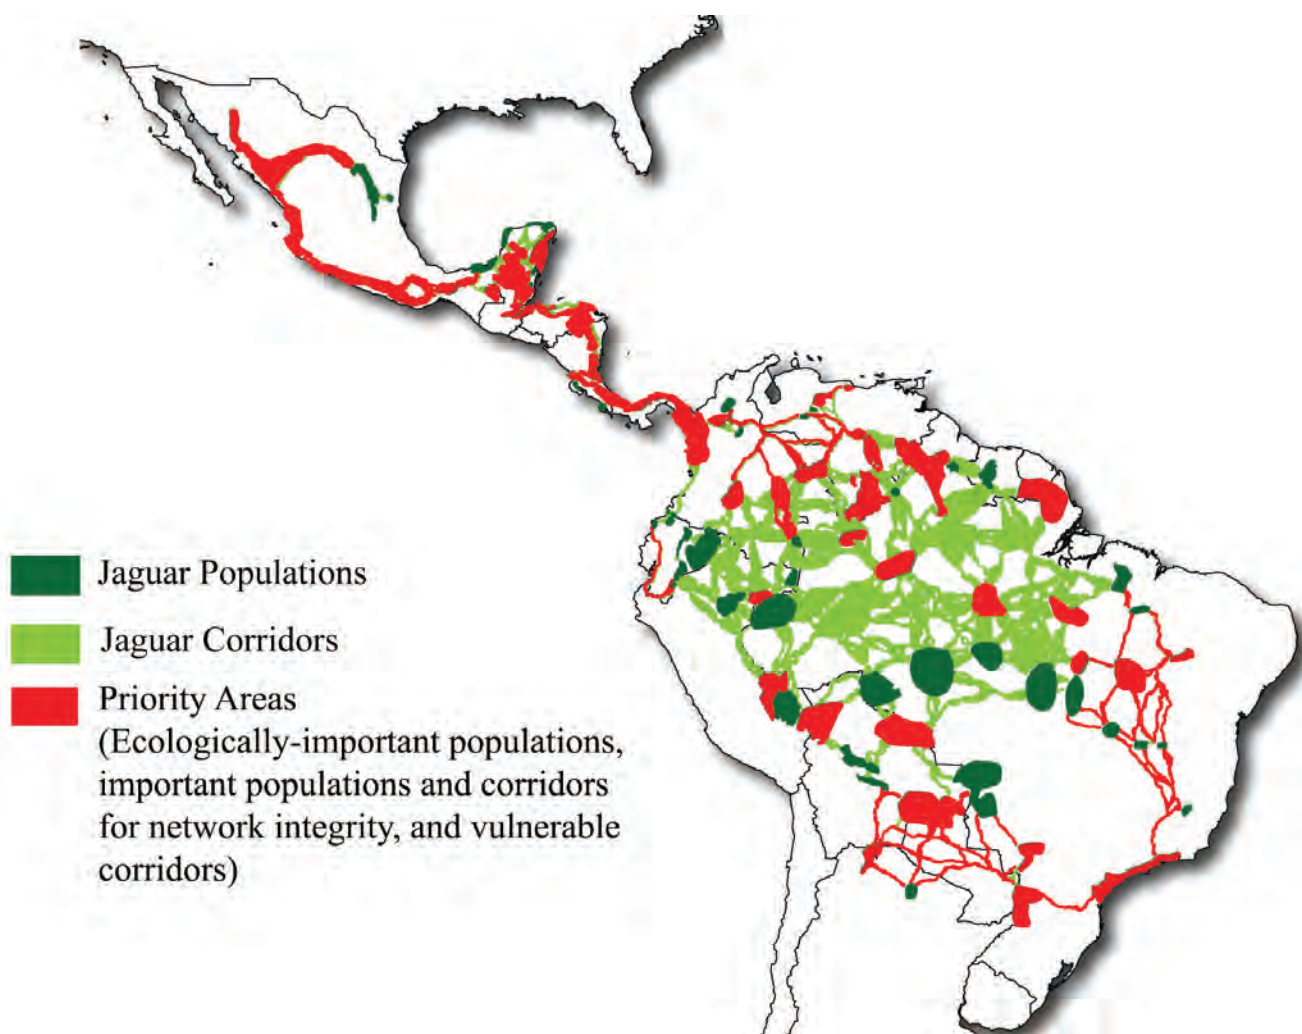 Jaguar Populations
Jaguar Corridors
Priority Areas
(Ecologically-important populations,
important populations and corridors
for network integrity, and vulnerable
corridors)